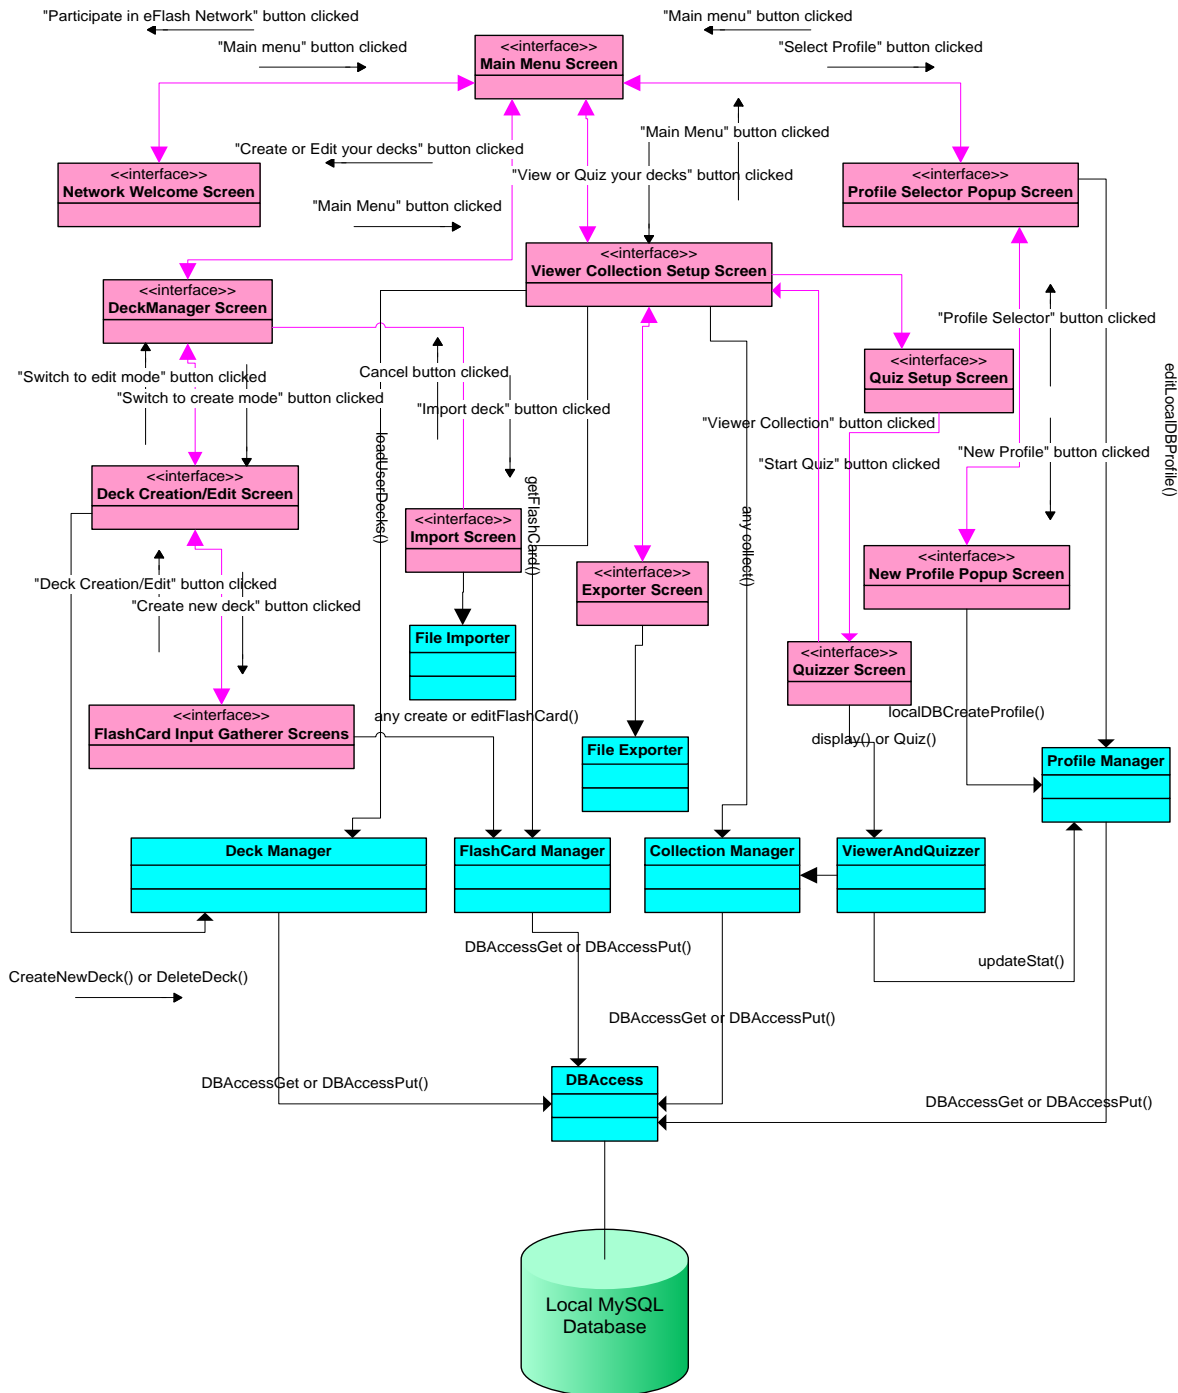 "Participate in eFlash Network" button clicked
"Main menu" button clicked
"Main menu" button clicked
"Select Profile" button clicked
<<interface>>
Main Menu Screen
"Main Menu" button clicked
"Create or Edit your decks" button clicked
"View or Quiz your decks" button clicked
<<interface>>
Network Welcome Screen
<<interface>>
Profile Selector Popup Screen
"Main Menu" button clicked
<<interface>>
Viewer Collection Setup Screen
<<interface>>
DeckManager Screen
"Profile Selector" button clicked
<<interface>>
Quiz Setup Screen
"Switch to edit mode" button clicked
"Switch to create mode" button clicked
Cancel button clicked
"Import deck" button clicked
"Viewer Collection" button clicked
"Start Quiz" button clicked
"New Profile" button clicked
editLocalDBProfile()
loadUserDecks()
getFlashCard()
any collect()
<<interface>>
Deck Creation/Edit Screen
<<interface>>
Import Screen
<<interface>>
Exporter Screen
<<interface>>
New Profile Popup Screen
"Deck Creation/Edit" button clicked
"Create new deck" button clicked
File Importer
<<interface>>
Quizzer Screen
<<interface>>
FlashCard Input Gatherer Screens
any create or editFlashCard()
localDBCreateProfile()
display() or Quiz()
File Exporter
Profile Manager
Deck Manager
FlashCard Manager
Collection Manager
ViewerAndQuizzer
DBAccessGet or DBAccessPut()
updateStat()
CreateNewDeck() or DeleteDeck()
DBAccessGet or DBAccessPut()
DBAccessGet or DBAccessPut()
DBAccess
DBAccessGet or DBAccessPut()
Local MySQL
Database